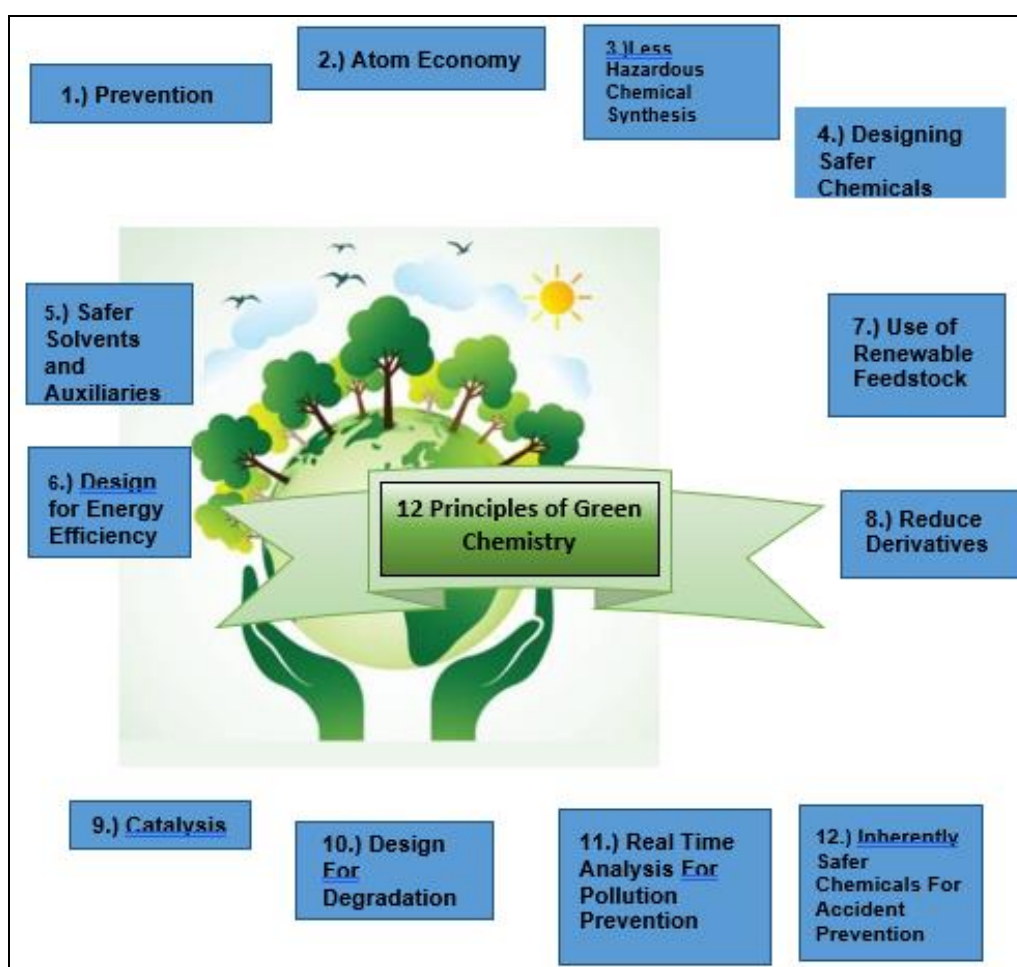 1.) Prevention
2.) Atom Economy
3.)Less
Hazardous
Chemical
Synthesis
4.) Designing
Safer
Chemicals
5.) Safer
Solvents
and
Auxiliaries
6.) Design
for Energy
Efficiency
12 Principles of Green
Chemistry
7.) Use of
Renewable
Feedstock
8.) Reduce
Derivatives
9.) Catalysis
10.) Design
For
Degradation
11.) Real Time
Analysis For
Pollution
Prevention
12.) Inherently
Safer
Chemicals For
Accident
Prevention